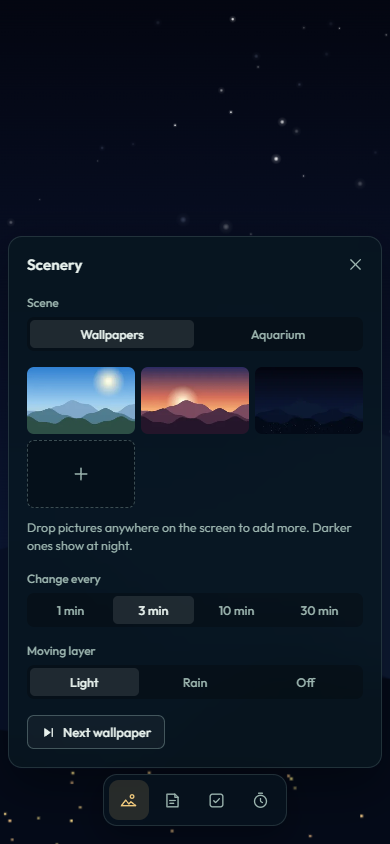 Scenery
Scene
Wallpapers
Aquarium
Drop pictures anywhere on the screen to add more. Darker
ones show at night.
Change every
1 min
3 min
10 min
30 min
Moving layer
Light
Rain
Off
Next wallpaper